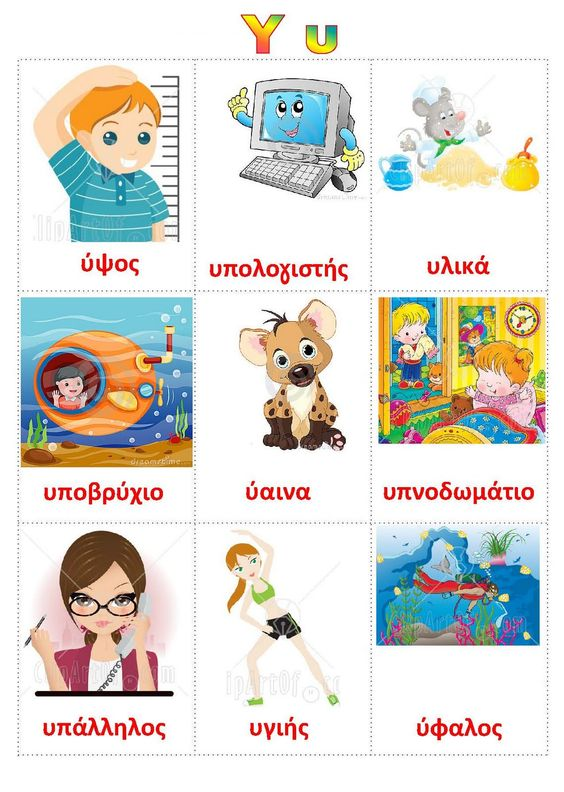 Υ υ
ύψος
υπολογιστής
υλικά
υποβρύχιο
ύαινα
υπνοδωμάτιο
υπάλληλος
υγιής
ύφαλος